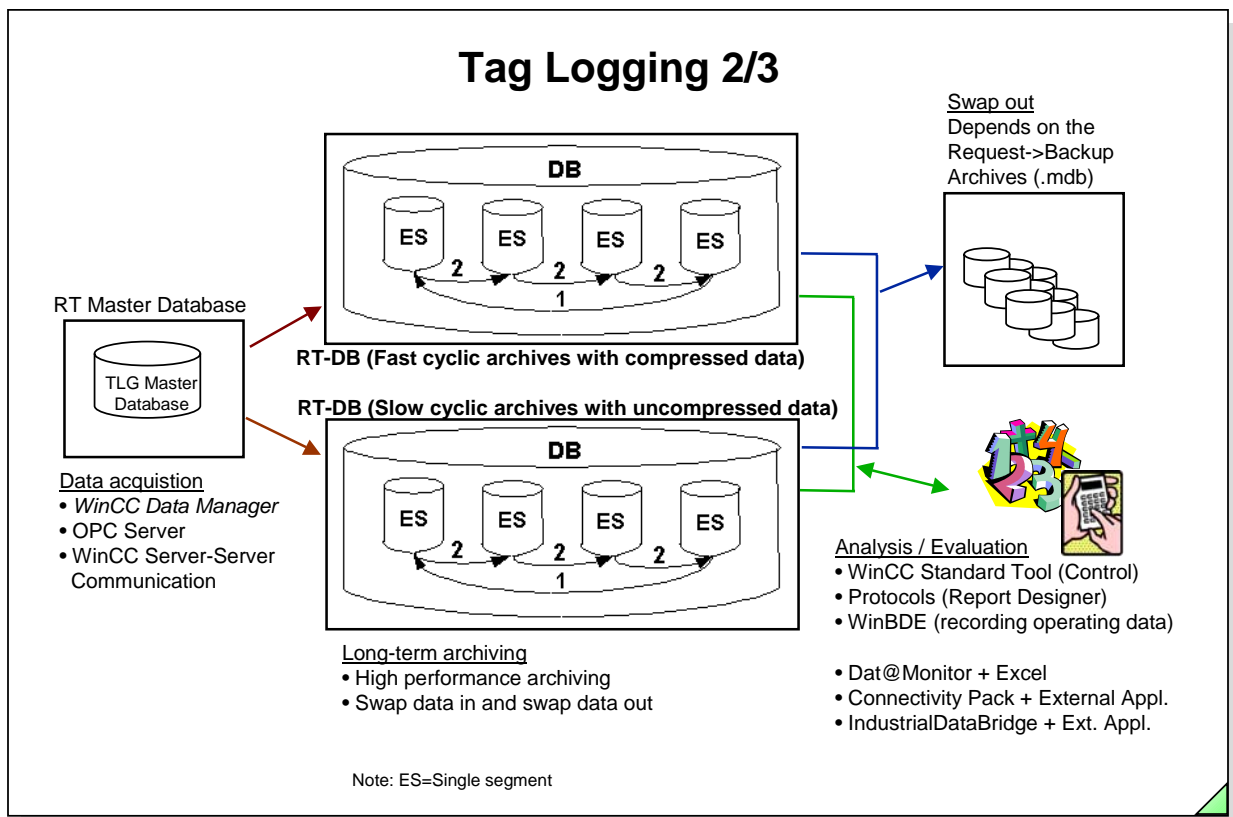 Tag Logging 2/3
Swap out
Depends on the
Request->Backup
Archives (.mdb)
DB
ES
ES
ES
ES
2
2
2
1
RT Master Database
TLG Master
Database
RT-DB (Fast cyclic archives with compressed data)
RT-DB (Slow cyclic archives with uncompressed data)
DB
ES
ES
ES
ES
2
2
2
1
Data acquistion
• WinCC Data Manager
• OPC Server
• WinCC Server-Server
Communication
1
+
4
2
3
Long-term archiving
• High performance archiving
• Swap data in and swap data out
Analysis / Evaluation
• WinCC Standard Tool (Control)
• Protocols (Report Designer)
• WinBDE (recording operating data)
• Dat@Monitor + Excel
• Connectivity Pack + External Appl.
• IndustrialDataBridge + Ext. Appl.
Note: ES=Single segment